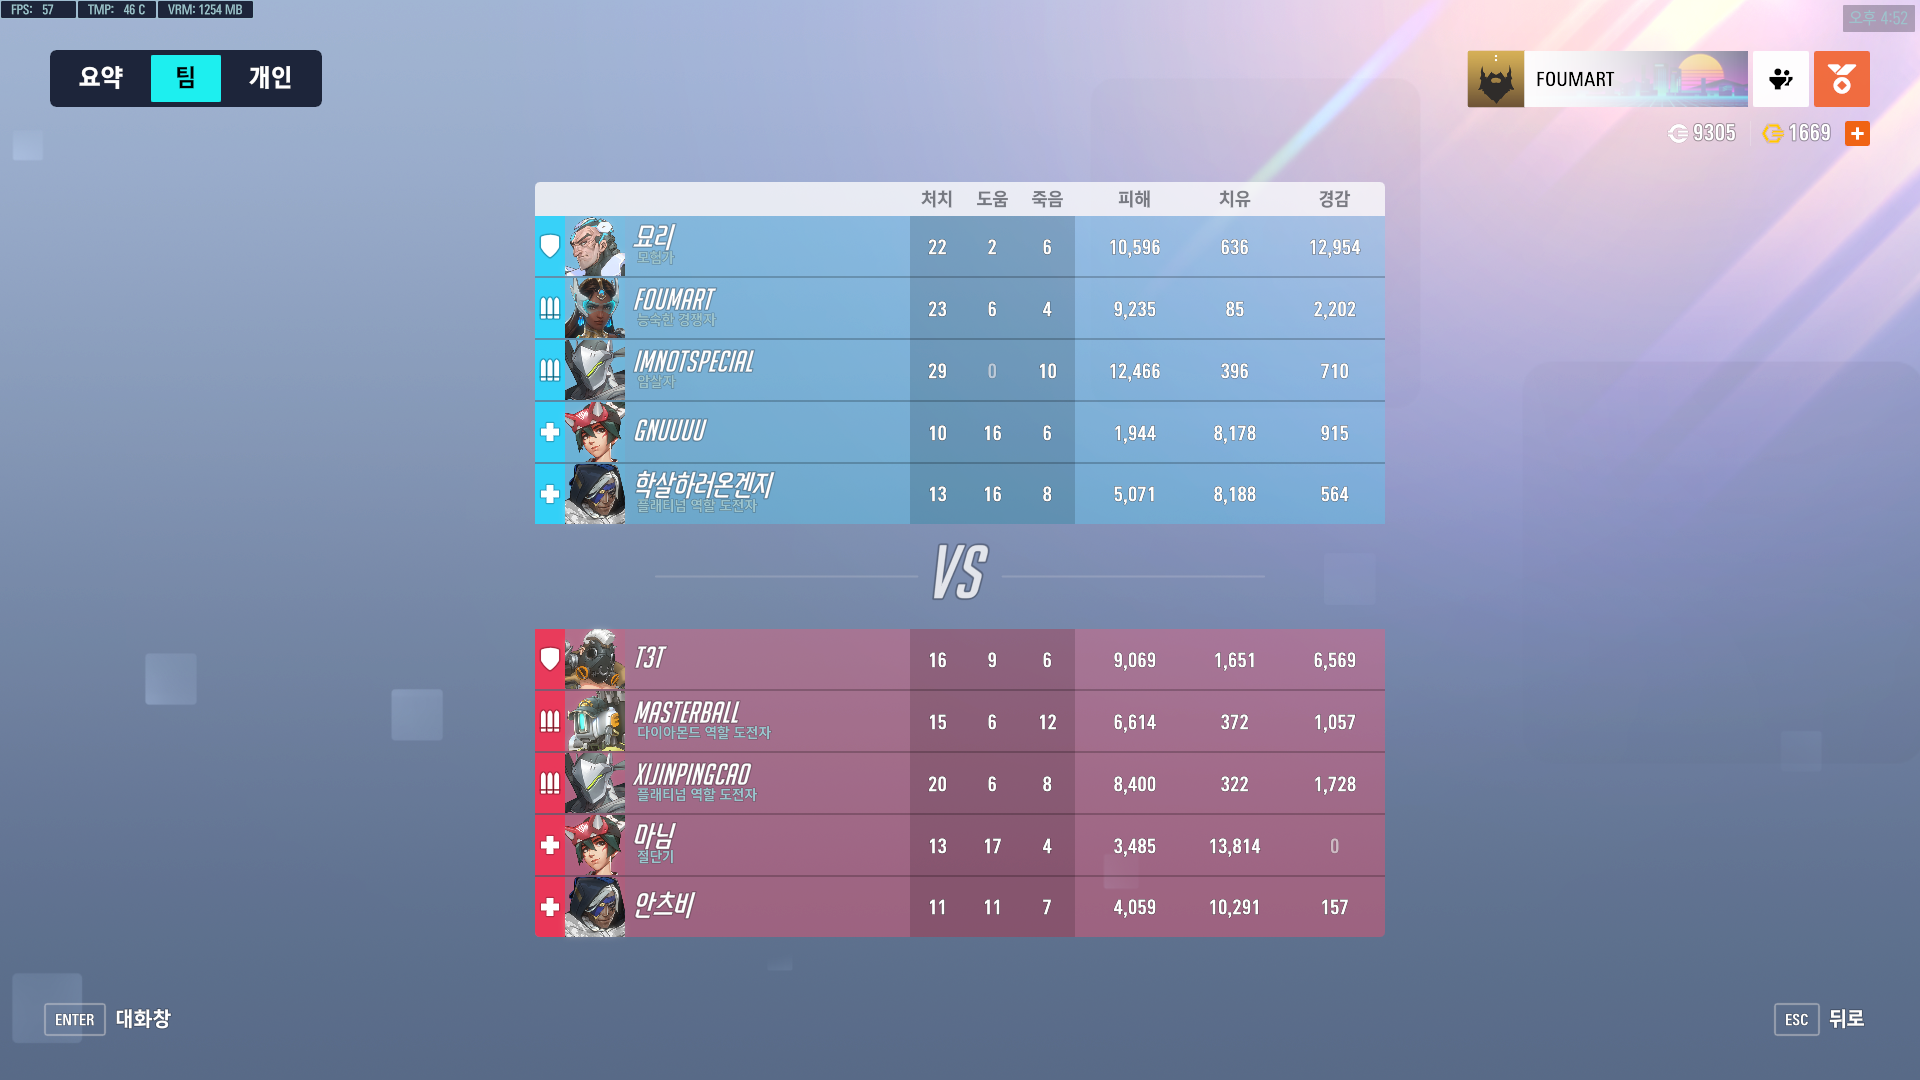 FPS: 57 TMP: 46 C VRM: 1254 MB
오후 4:52
요약 팀 개인
FOUMART
9305 1669 +
처치 도움 죽음 피해 치유 경감
묘리 22 2 6 10,596 636 12,954
모험가
FOUMART 23 6 4 9,235 85 2,202
능숙한 경쟁자
IMNOTSPECIAL 29 0 10 12,466 396 710
암살자
GNUUUU 10 16 6 1,944 8,178 915
학살하러온겐지 13 16 8 5,071 8,188 564
플래티넘 역할 도전자
VS
T3T 16 9 6 9,069 1,651 6,569
MASTERBALL 15 6 12 6,614 372 1,057
다이아몬드 역할 도전자
XIJINPINGCAO 20 6 8 8,400 322 1,728
플래티넘 역할 도전자
마님 13 17 4 3,485 13,814 0
절단기
안츠비 11 11 7 4,059 10,291 157
ENTER 대화창
ESC 뒤로